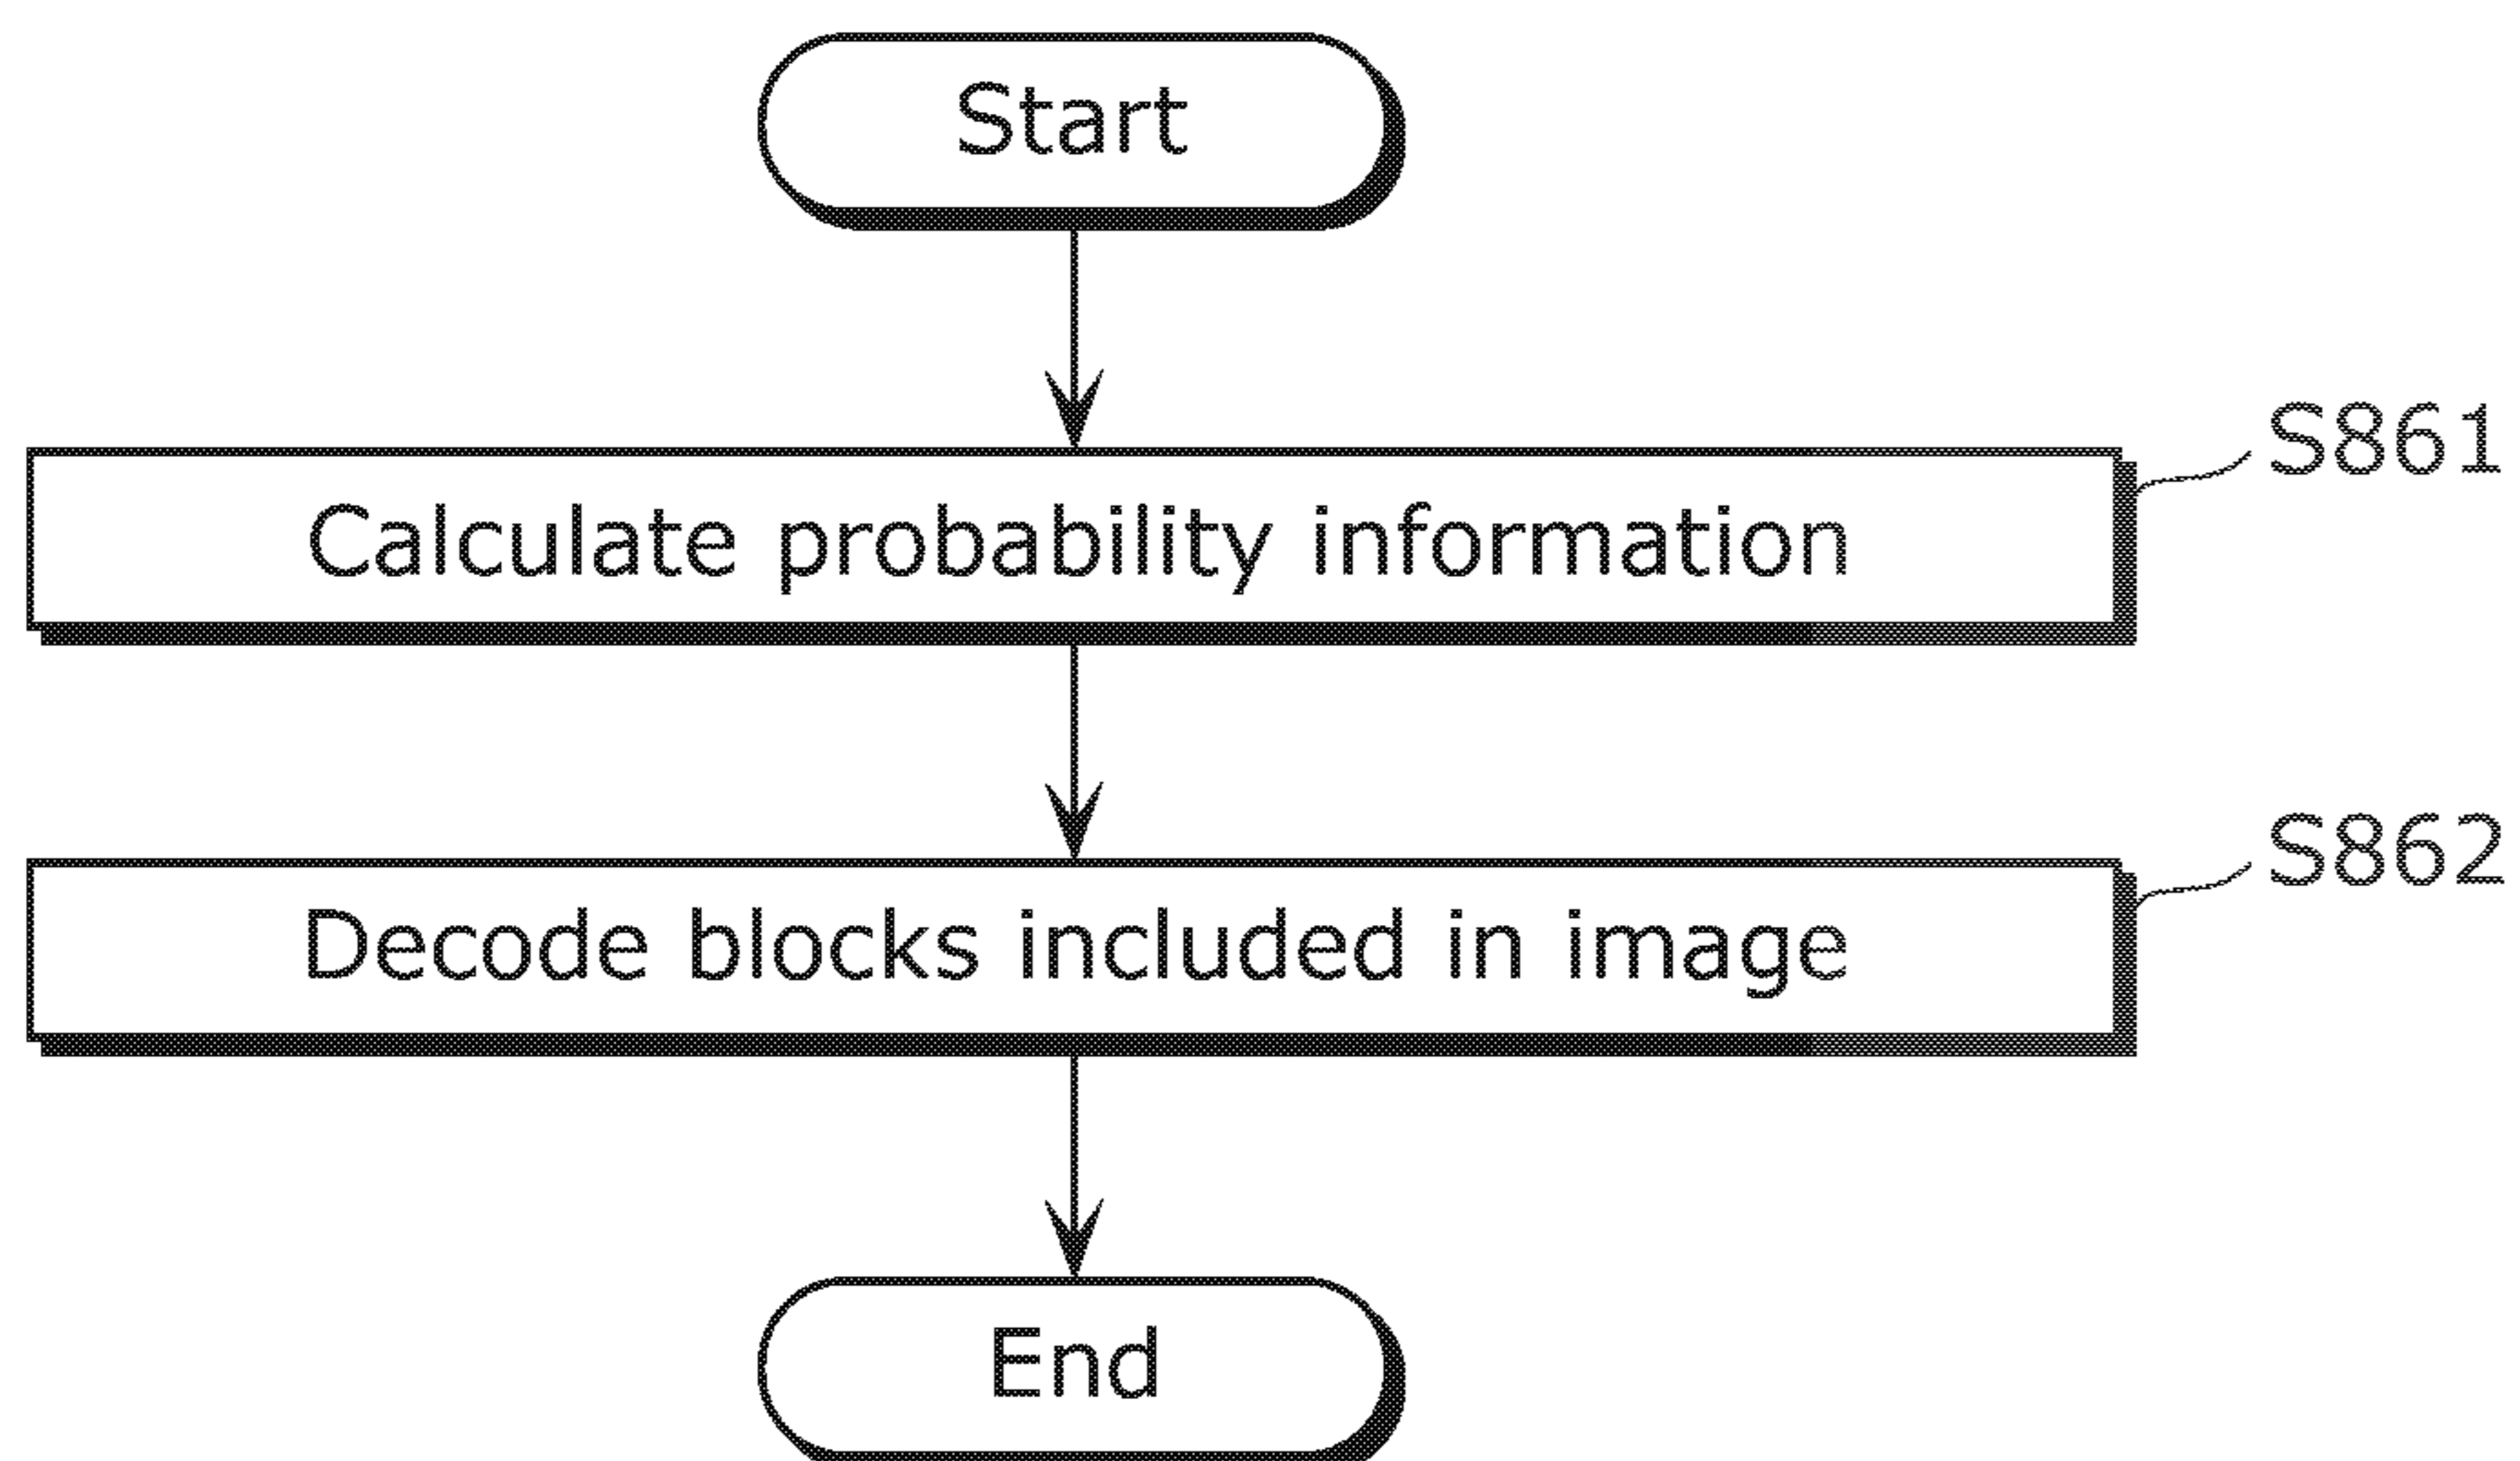 Start
S861
Calculate probability information
S862
Decode blocks included in image
End